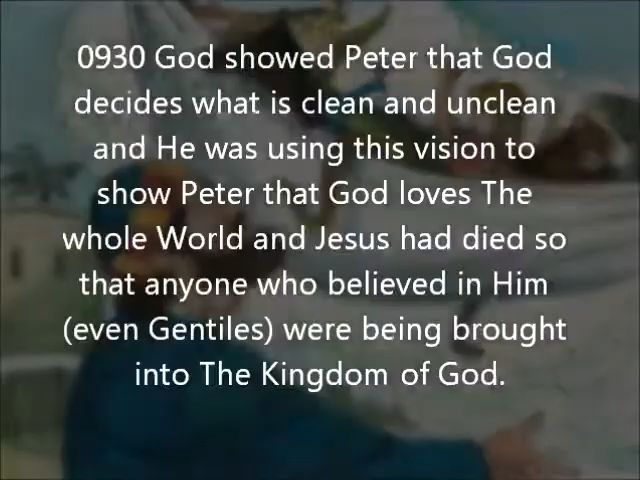 0930 God showed Peter that God
decides what is clean and unclean
and He was using this vision to
show Peter that God loves The
whole World and Jesus had died so
that anyone who believed in Him
(even Gentiles) were being brought
into The Kingdom of God.